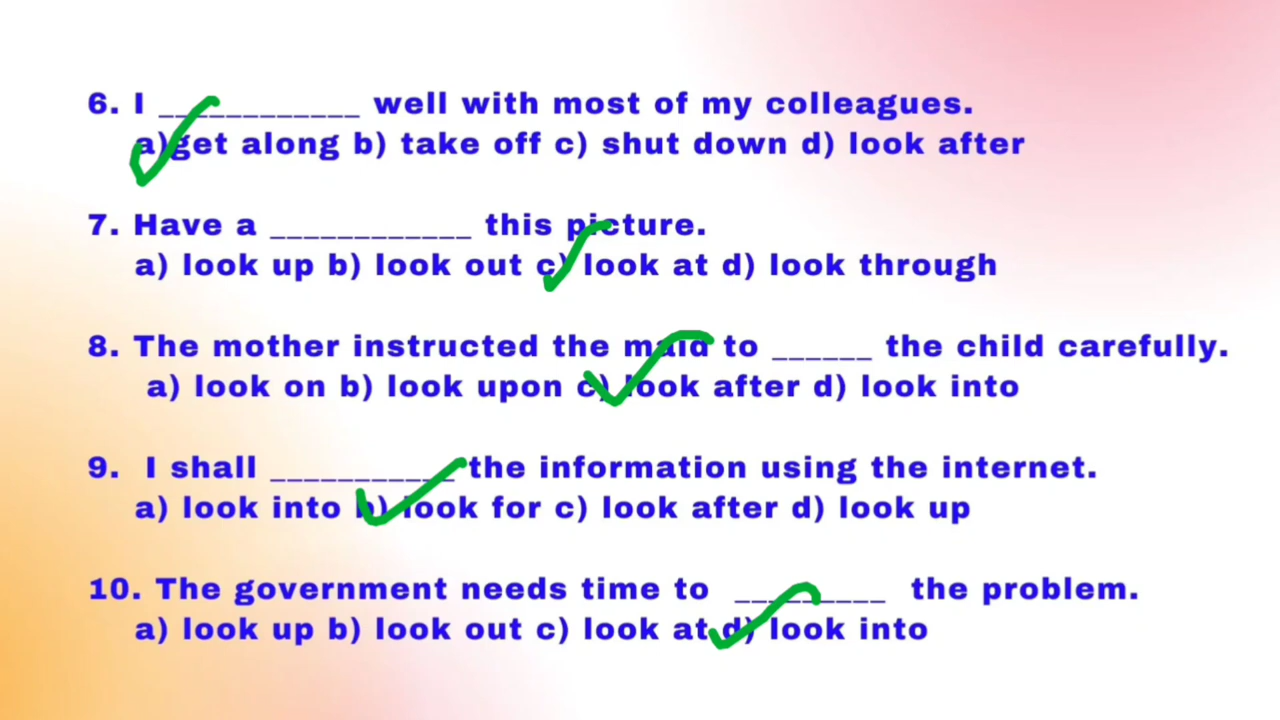 6. I ____________ well with most of my colleagues.
a)get along b) take off c) shut down d) look after
7. Have a ____________ this picture.
a) look up b) look out c) look at d) look through
8. The mother instructed the maid to ______ the child carefully.
a) look on b) look upon c) look after d) look into
9. I shall ___________ the information using the internet.
a) look into b) look for c) look after d) look up
10. The government needs time to _________ the problem.
a) look up b) look out c) look at d) look into